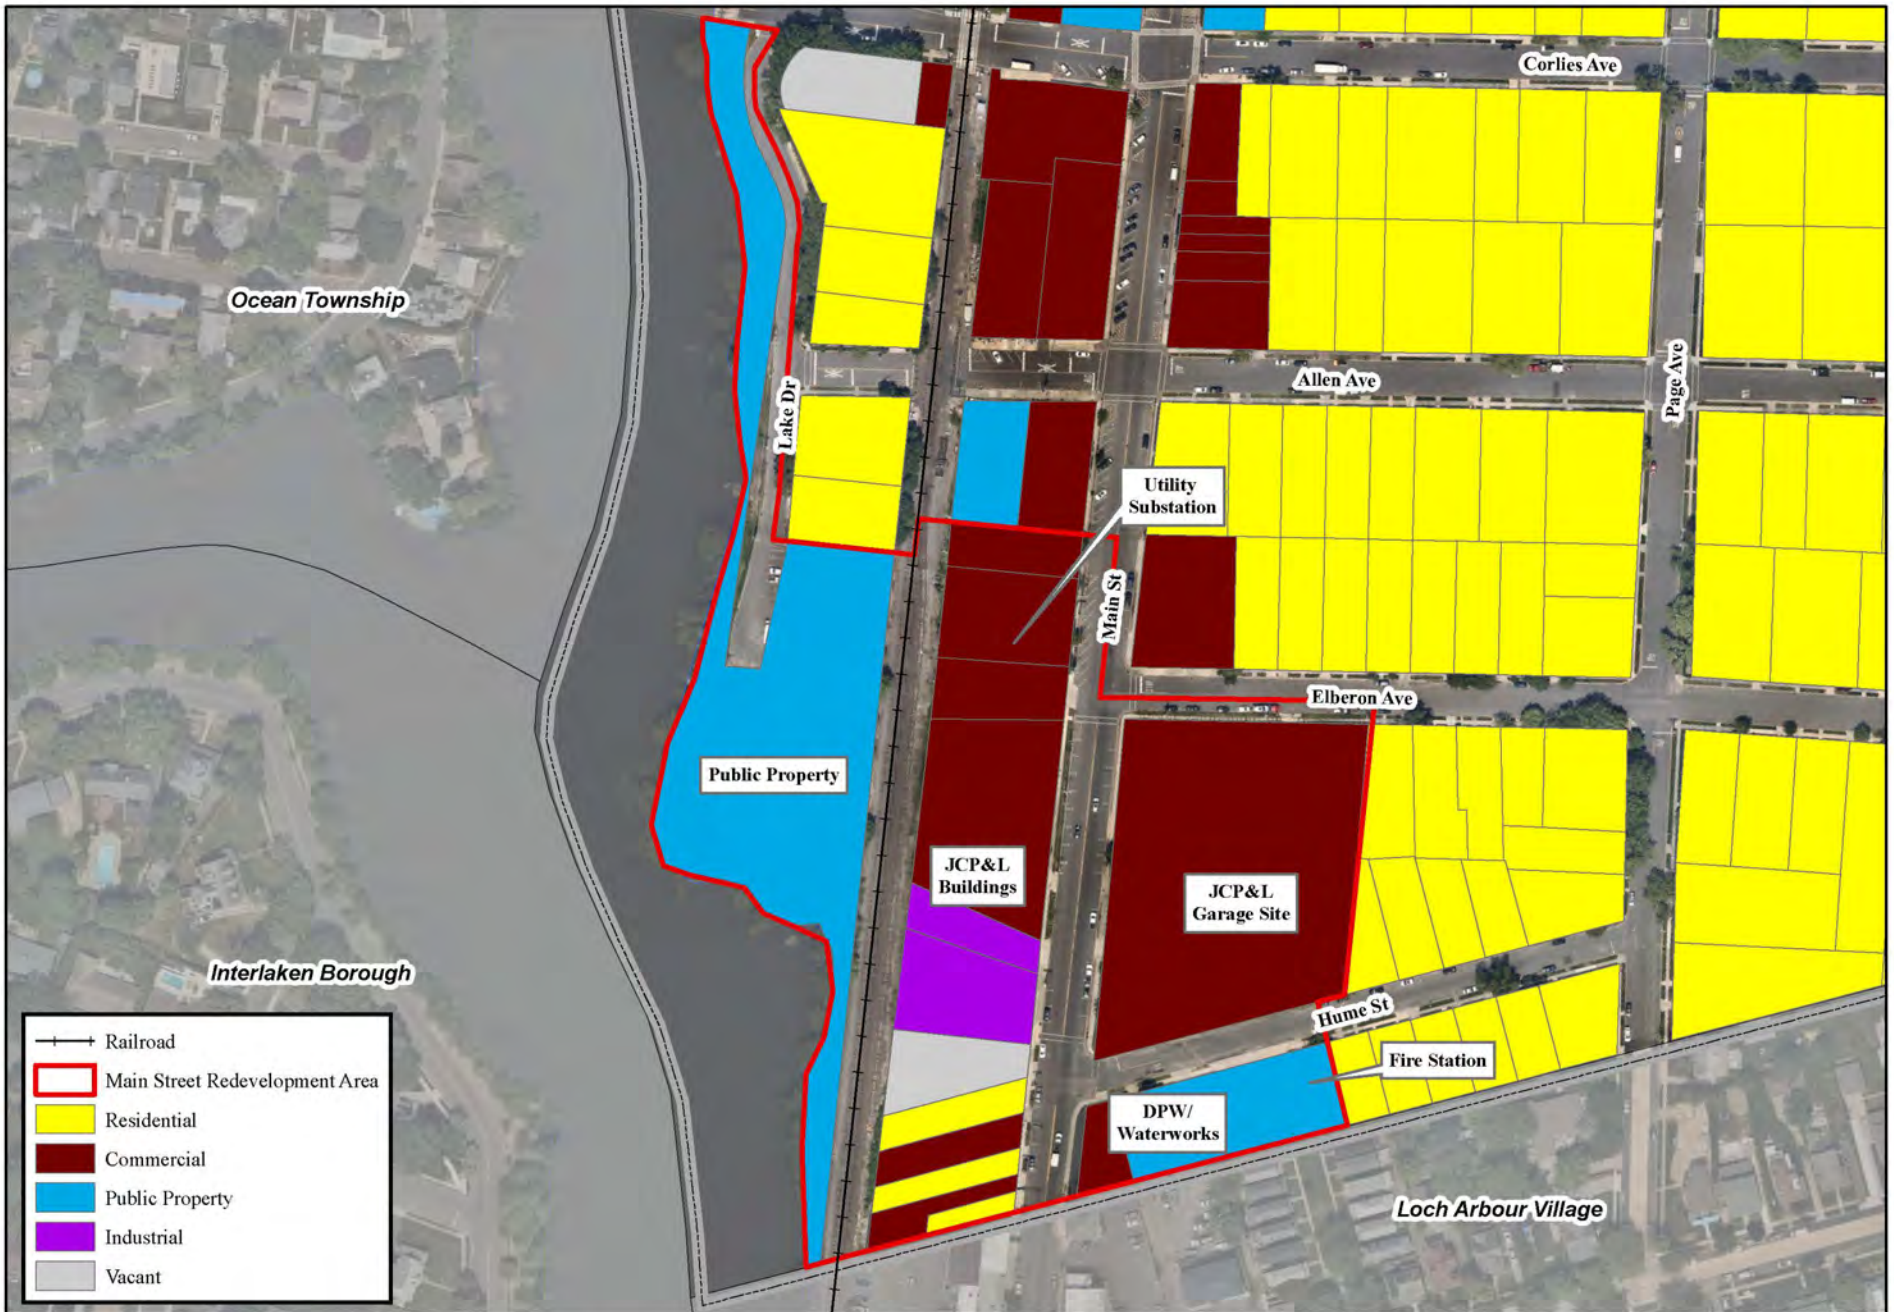 Corlies Ave
Ocean Township
Allen Ave
Page Ave
Lake Dr
Utility
Substation
Main St
Elberon Ave
Public Property
JCP&L
Buildings
JCP&L
Garage Site
Interlaken Borough
Hume St
Fire Station
DPW/
Waterworks
Loch Arbour Village
Railroad
Main Street Redevelopment Area
Residential
Commercial
Public Property
Industrial
Vacant